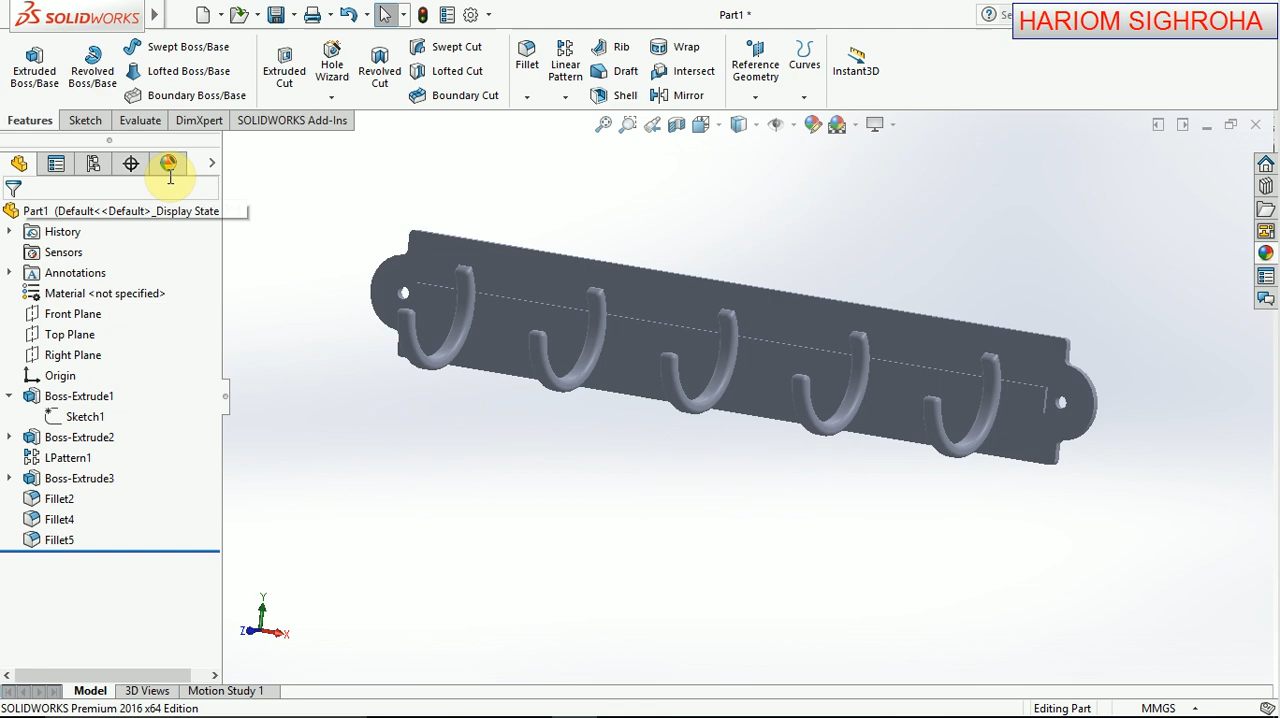 SOLIDWORKS
Part1 *
HARIOM SIGHROHA
Extruded Boss/Base
Revolved Boss/Base
Swept Boss/Base
Lofted Boss/Base
Boundary Boss/Base
Extruded Cut
Hole Wizard
Revolved Cut
Swept Cut
Lofted Cut
Boundary Cut
Fillet
Linear Pattern
Rib
Draft
Shell
Wrap
Intersect
Mirror
Reference Geometry
Curves
Instant3D
Features
Sketch
Evaluate
DimXpert
SOLIDWORKS Add-Ins
Part1 (Default<<Default>_Display State
History
Sensors
Annotations
Material <not specified>
Front Plane
Top Plane
Right Plane
Origin
Boss-Extrude1
Sketch1
Boss-Extrude2
LPattern1
Boss-Extrude3
Fillet2
Fillet4
Fillet5
Y
Z
X
Model
3D Views
Motion Study 1
SOLIDWORKS Premium 2016 x64 Edition
Editing Part
MMGS